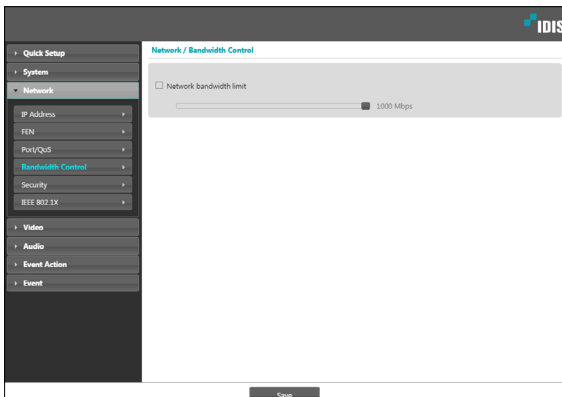 IDIS
Quick Setup
System
Network
IP Address
FEN
Port/QoS
Bandwidth Control
Security
IEEE 802.1X
Video
Audio
Event Action
Event
Network / Bandwidth Control
Network bandwidth limit
1000 Mbps
Save